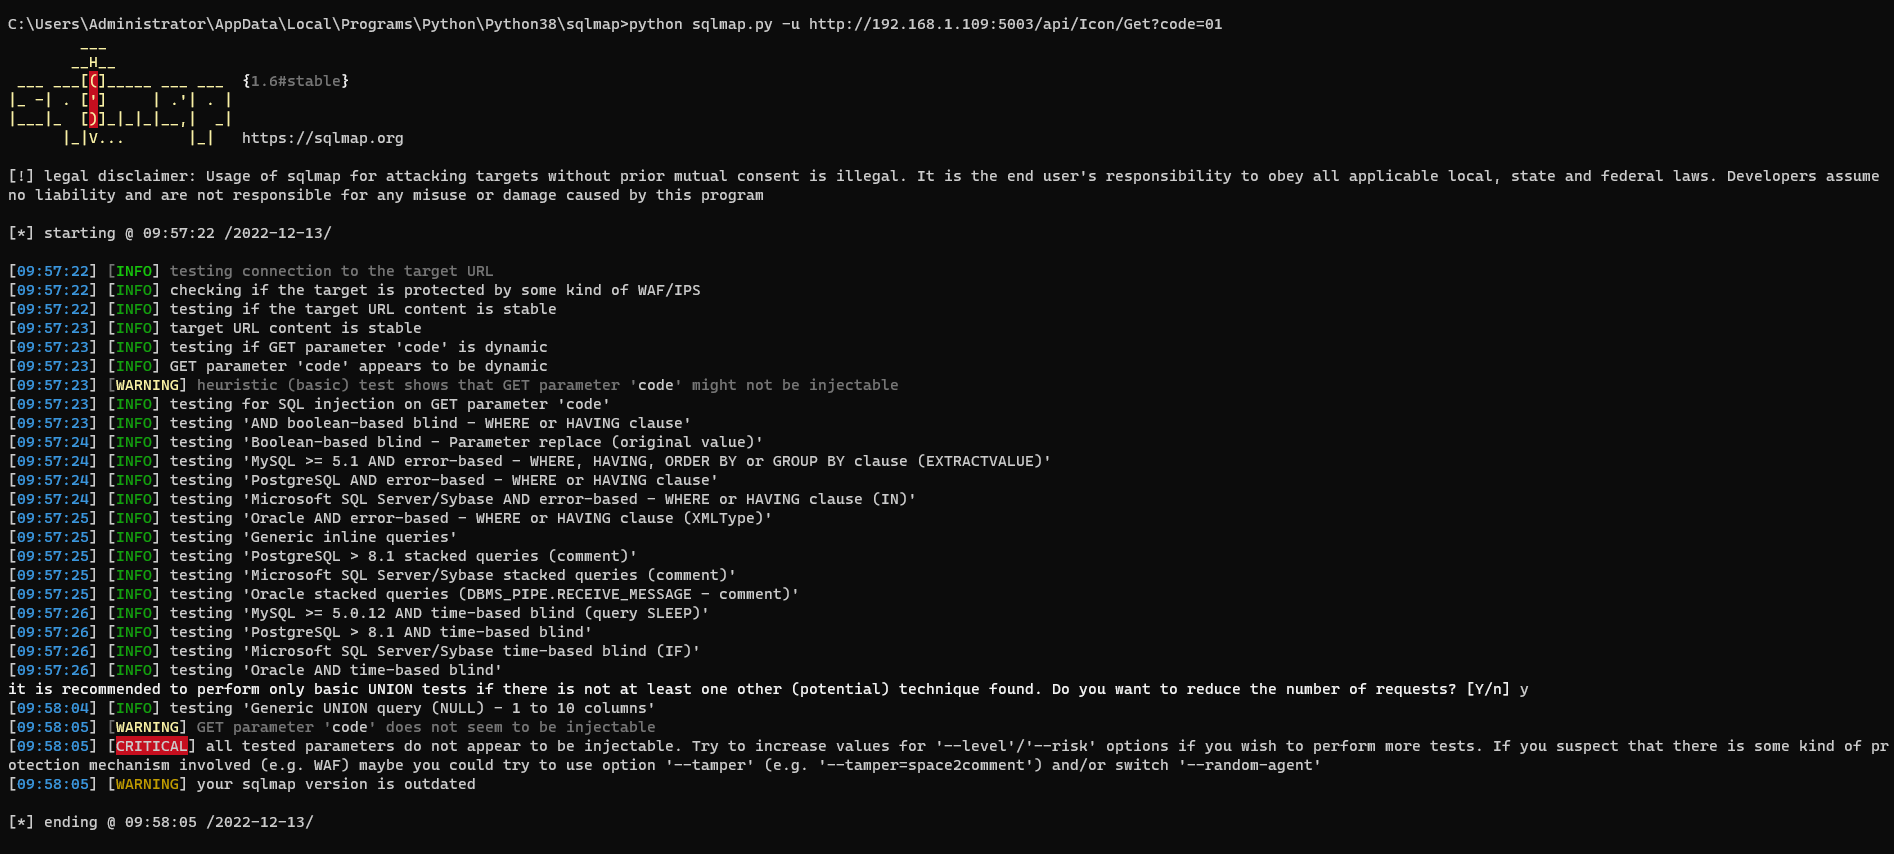 C:\Users\Administrator\AppData\Local\Programs\Python\Python38\sqlmap>python sqlmap.py -u http://192.168.1.109:5003/api/Icon/Get?code=01
        ___
       __H__
 ___ ___[(]_____ ___ ___  {1.6#stable}
|_ -| . [']     | .'| . |
|___|_  [)]_|_|_|__,|  _|
      |_|V...       |_|   https://sqlmap.org
[!] legal disclaimer: Usage of sqlmap for attacking targets without prior mutual consent is illegal. It is the end user's responsibility to obey all applicable local, state and federal laws. Developers assume
no liability and are not responsible for any misuse or damage caused by this program
[*] starting @ 09:57:22 /2022-12-13/
[09:57:22] [INFO] testing connection to the target URL
[09:57:22] [INFO] checking if the target is protected by some kind of WAF/IPS
[09:57:22] [INFO] testing if the target URL content is stable
[09:57:23] [INFO] target URL content is stable
[09:57:23] [INFO] testing if GET parameter 'code' is dynamic
[09:57:23] [INFO] GET parameter 'code' appears to be dynamic
[09:57:23] [WARNING] heuristic (basic) test shows that GET parameter 'code' might not be injectable
[09:57:23] [INFO] testing for SQL injection on GET parameter 'code'
[09:57:23] [INFO] testing 'AND boolean-based blind - WHERE or HAVING clause'
[09:57:24] [INFO] testing 'Boolean-based blind - Parameter replace (original value)'
[09:57:24] [INFO] testing 'MySQL >= 5.1 AND error-based - WHERE, HAVING, ORDER BY or GROUP BY clause (EXTRACTVALUE)'
[09:57:24] [INFO] testing 'PostgreSQL AND error-based - WHERE or HAVING clause'
[09:57:24] [INFO] testing 'Microsoft SQL Server/Sybase AND error-based - WHERE or HAVING clause (IN)'
[09:57:25] [INFO] testing 'Oracle AND error-based - WHERE or HAVING clause (XMLType)'
[09:57:25] [INFO] testing 'Generic inline queries'
[09:57:25] [INFO] testing 'PostgreSQL > 8.1 stacked queries (comment)'
[09:57:25] [INFO] testing 'Microsoft SQL Server/Sybase stacked queries (comment)'
[09:57:25] [INFO] testing 'Oracle stacked queries (DBMS_PIPE.RECEIVE_MESSAGE - comment)'
[09:57:26] [INFO] testing 'MySQL >= 5.0.12 AND time-based blind (query SLEEP)'
[09:57:26] [INFO] testing 'PostgreSQL > 8.1 AND time-based blind'
[09:57:26] [INFO] testing 'Microsoft SQL Server/Sybase time-based blind (IF)'
[09:57:26] [INFO] testing 'Oracle AND time-based blind'
it is recommended to perform only basic UNION tests if there is not at least one other (potential) technique found. Do you want to reduce the number of requests? [Y/n] y
[09:58:04] [INFO] testing 'Generic UNION query (NULL) - 1 to 10 columns'
[09:58:05] [WARNING] GET parameter 'code' does not seem to be injectable
[09:58:05] [CRITICAL] all tested parameters do not appear to be injectable. Try to increase values for '--level'/'--risk' options if you wish to perform more tests. If you suspect that there is some kind of pr
otection mechanism involved (e.g. WAF) maybe you could try to use option '--tamper' (e.g. '--tamper=space2comment') and/or switch '--random-agent'
[09:58:05] [WARNING] your sqlmap version is outdated
[*] ending @ 09:58:05 /2022-12-13/